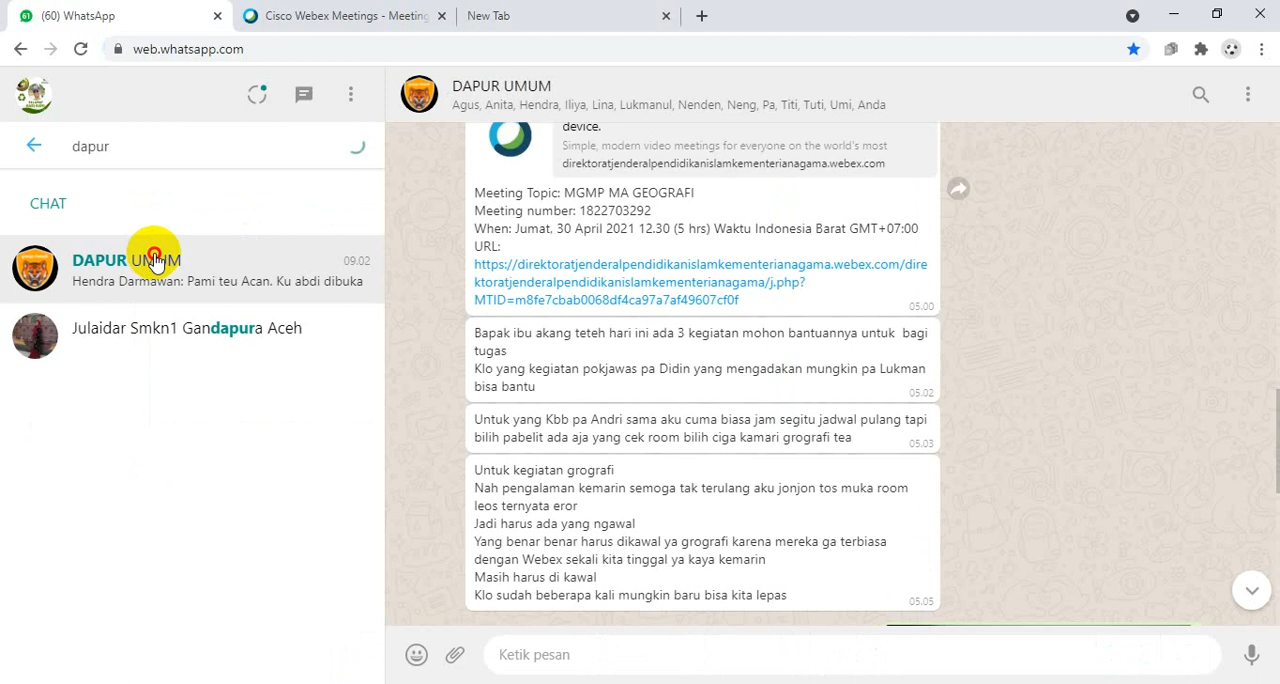 (60) WhatsApp
Cisco Webex Meetings - Meeting
New Tab
web.whatsapp.com
dapur
CHAT
DAPUR UMUM
09.02
Hendra Darmawan: Pami teu Acan. Ku abdi dibuka
Julaidar Smkn1 Gandapura Aceh
DAPUR UMUM
Agus, Anita, Hendra, Iliya, Lina, Lukmanul, Nenden, Neng, Pa, Titi, Tuti, Umi, Anda
device.
Simple, modern video meetings for everyone on the world's most
direktoratjenderalpendidikanislamkementerianagama.webex.com
Meeting Topic: MGMP MA GEOGRAFI
Meeting number: 1822703292
When: Jumat, 30 April 2021 12.30 (5 hrs) Waktu Indonesia Barat GMT+07:00
URL:
https://direktoratjenderalpendidikanislamkementerianagama.webex.com/dire
ktoratjenderalpendidikanislamkementerianagama/j.php?
MTID=m8fe7cbab0068df4ca97a7af49607cf0f
05.00
Bapak ibu akang teteh hari ini ada 3 kegiatan mohon bantuannya untuk bagi
tugas
Klo yang kegiatan pokjawas pa Didin yang mengadakan mungkin pa Lukman
bisa bantu
05.02
Untuk yang Kbb pa Andri sama aku cuma biasa jam segitu jadwal pulang tapi
bilih pabelit ada aja yang cek room bilih ciga kamari grografi tea
05.03
Untuk kegiatan grografi
Nah pengalaman kemarin semoga tak terulang aku jonjon tos muka room
leos ternyata eror
Jadi harus ada yang ngawal
Yang benar benar harus dikawal ya grografi karena mereka ga terbiasa
dengan Webex sekali kita tinggal ya kaya kemarin
Masih harus di kawal
Klo sudah beberapa kali mungkin baru bisa kita lepas
05.05
Ketik pesan